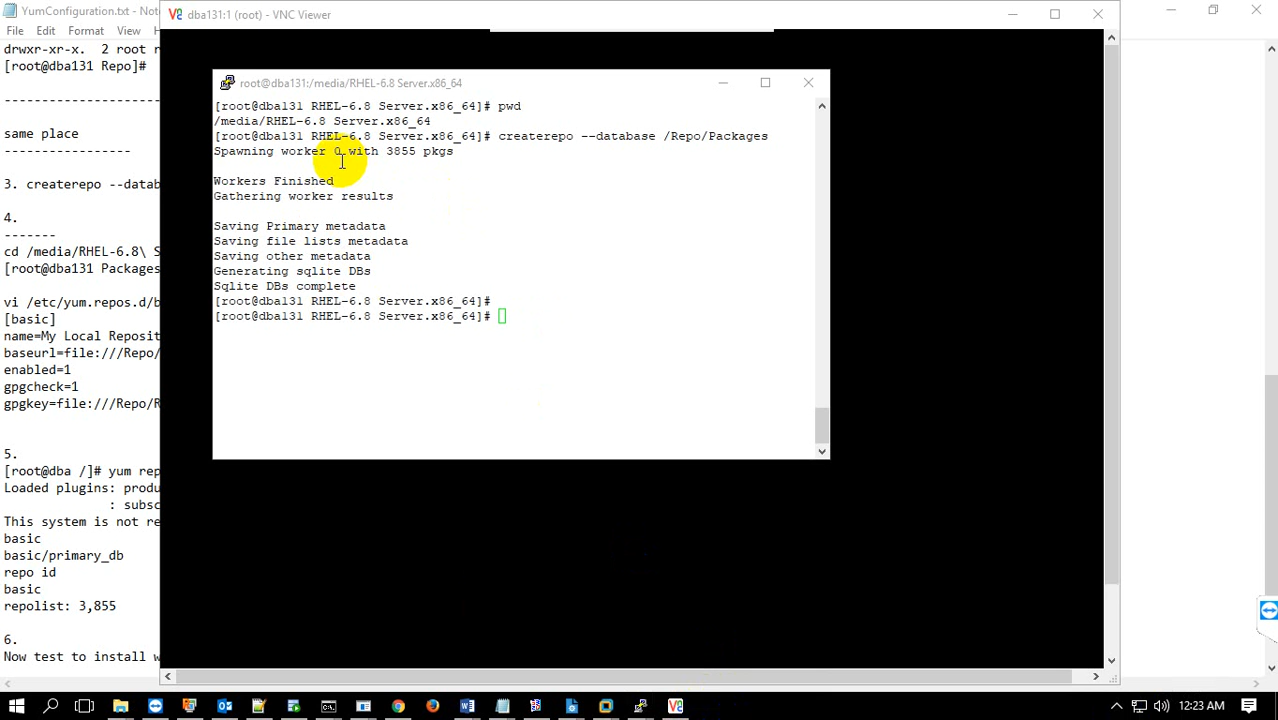 YumConfiguration.txt - Note
File Edit Format View
drwxr-xr-x.  2 root r
[root@dba131 Repo]#
---------------------
same place
-----------------
3. createrepo --datab
4.
-------
cd /media/RHEL-6.8\ S
[root@dba131 Packages
vi /etc/yum.repos.d/b
[basic]
name=My Local Reposit
baseurl=file:///Repo/
enabled=1
gpgcheck=1
gpgkey=file:///Repo/R
5.
[root@dba /]# yum rep
Loaded plugins: produ
: subsc
This system is not re
basic
basic/primary_db
repo id
basic
repolist: 3,855
6.
Now test to install w
dba131:1 (root) - VNC Viewer
root@dba131:/media/RHEL-6.8 Server.x86_64
[root@dba131 RHEL-6.8 Server.x86_64]# pwd
/media/RHEL-6.8 Server.x86_64
[root@dba131 RHEL-6.8 Server.x86_64]# createrepo --database /Repo/Packages
Spawning worker 0 with 3855 pkgs
Workers Finished
Gathering worker results
Saving Primary metadata
Saving file lists metadata
Saving other metadata
Generating sqlite DBs
Sqlite DBs complete
[root@dba131 RHEL-6.8 Server.x86_64]#
[root@dba131 RHEL-6.8 Server.x86_64]#
12:23 AM